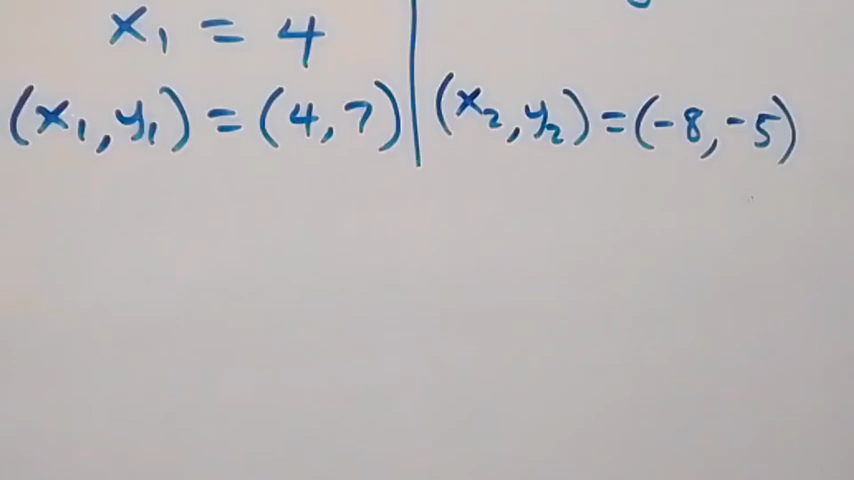 x₁ = 4
(x₁, y₁) = (4, 7) | (x₂, y₂) = (-8, -5)